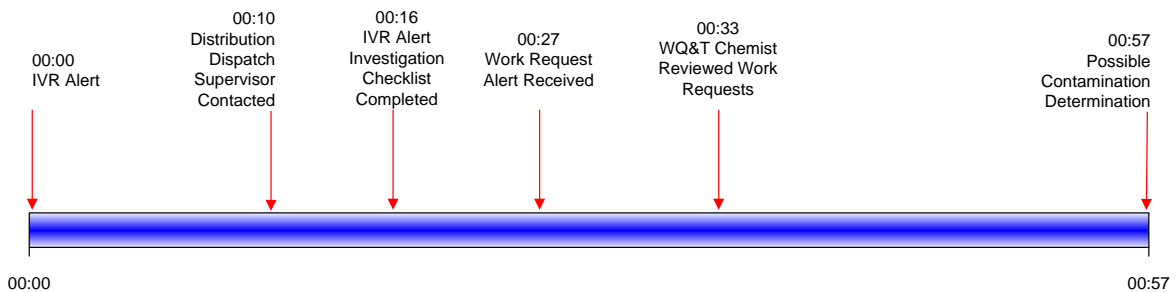 00:00
IVR Alert
00:10
Distribution
Dispatch
Supervisor
Contacted
00:16
IVR Alert
Investigation
Checklist
Completed
00:27
Work Request
Alert Received
00:33
WQ&T Chemist
Reviewed Work
Requests
00:57
Possible
Contamination
Determination
00:00
00:57